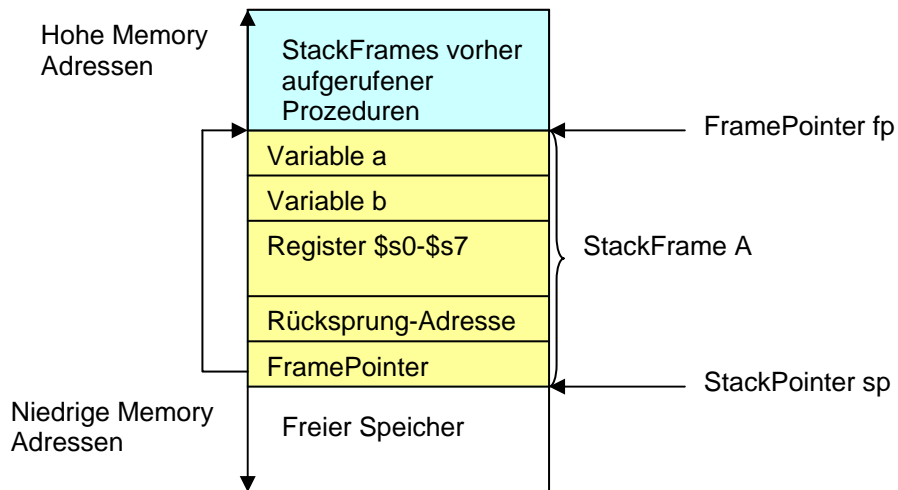 Hohe Memory
Adressen
StackFrames vorher
aufgerufener
Prozeduren
FramePointer fp
Variable a
Variable b
Register $s0-$s7
StackFrame A
Rücksprung-Adresse
FramePointer
StackPointer sp
Niedrige Memory
Adressen
Freier Speicher